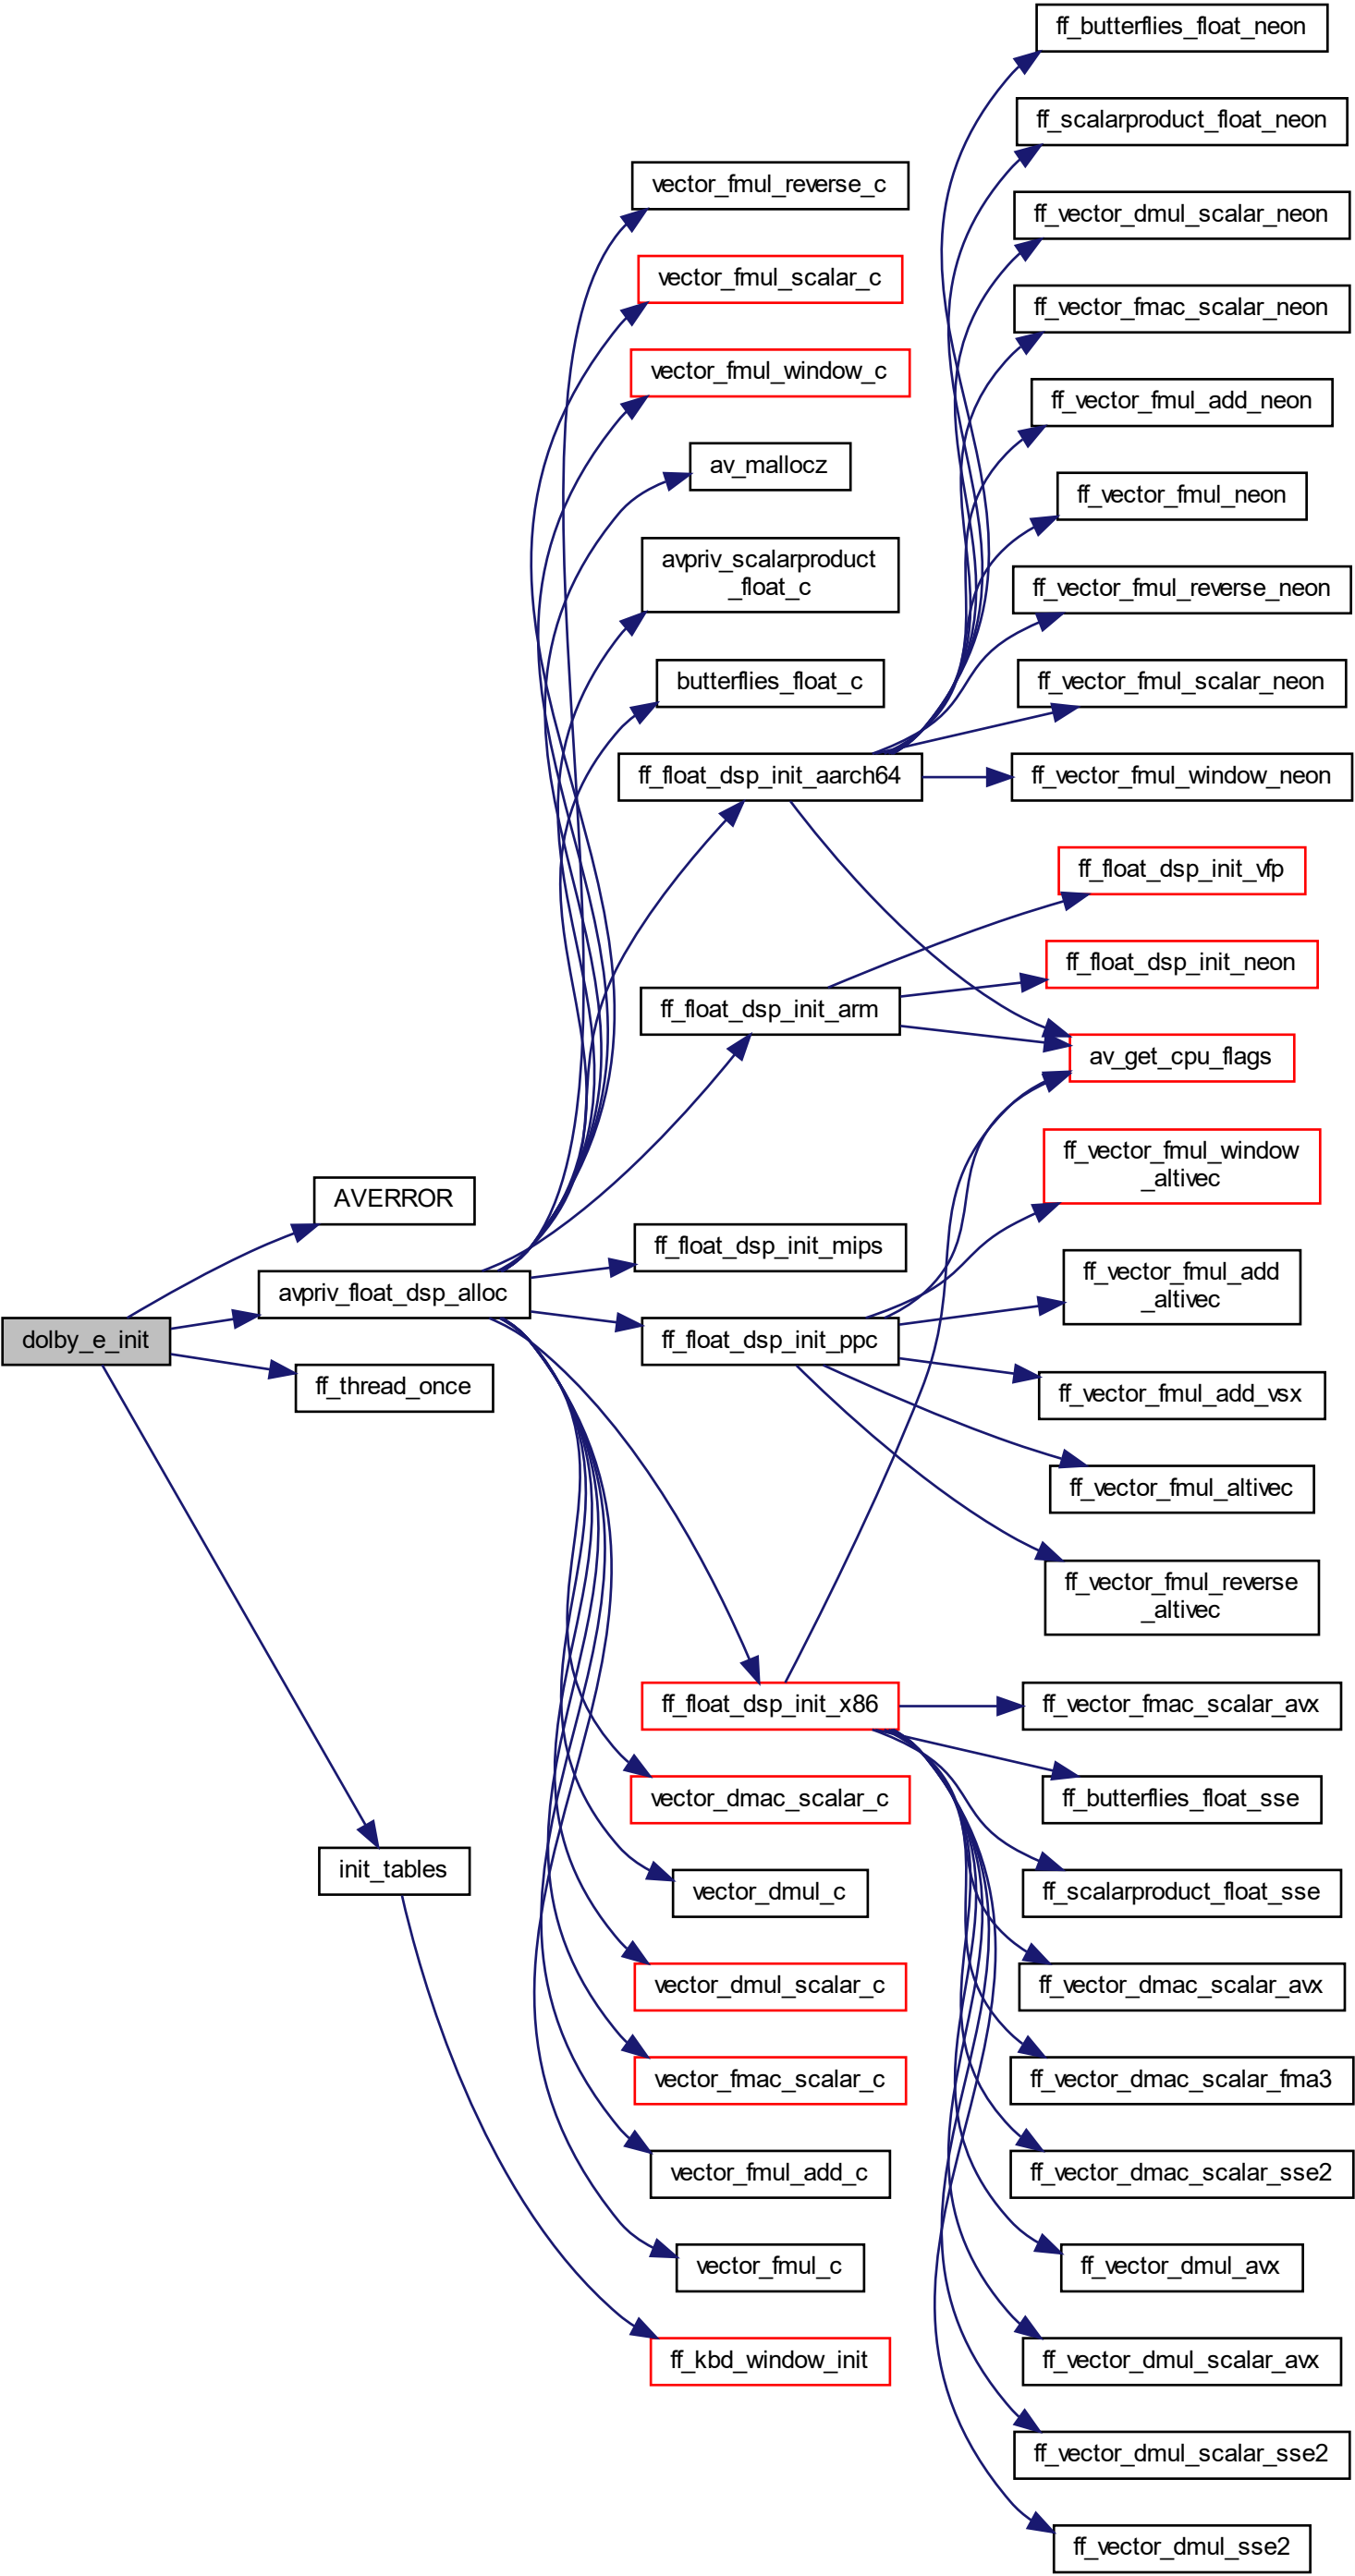 dolby_e_init
AVERROR
avpriv_float_dsp_alloc
ff_thread_once
init_tables
vector_fmul_reverse_c
vector_fmul_scalar_c
vector_fmul_window_c
av_mallocz
avpriv_scalarproduct
_float_c
butterflies_float_c
ff_float_dsp_init_aarch64
ff_float_dsp_init_arm
ff_float_dsp_init_mips
ff_float_dsp_init_ppc
ff_float_dsp_init_x86
vector_dmac_scalar_c
vector_dmul_c
vector_dmul_scalar_c
vector_fmac_scalar_c
vector_fmul_add_c
vector_fmul_c
ff_kbd_window_init
ff_butterflies_float_neon
ff_scalarproduct_float_neon
ff_vector_dmul_scalar_neon
ff_vector_fmac_scalar_neon
ff_vector_fmul_add_neon
ff_vector_fmul_neon
ff_vector_fmul_reverse_neon
ff_vector_fmul_scalar_neon
ff_vector_fmul_window_neon
ff_float_dsp_init_vfp
ff_float_dsp_init_neon
av_get_cpu_flags
ff_vector_fmul_window
_altivec
ff_vector_fmul_add
_altivec
ff_vector_fmul_add_vsx
ff_vector_fmul_altivec
ff_vector_fmul_reverse
_altivec
ff_vector_fmac_scalar_avx
ff_butterflies_float_sse
ff_scalarproduct_float_sse
ff_vector_dmac_scalar_avx
ff_vector_dmac_scalar_fma3
ff_vector_dmac_scalar_sse2
ff_vector_dmul_avx
ff_vector_dmul_scalar_avx
ff_vector_dmul_scalar_sse2
ff_vector_dmul_sse2